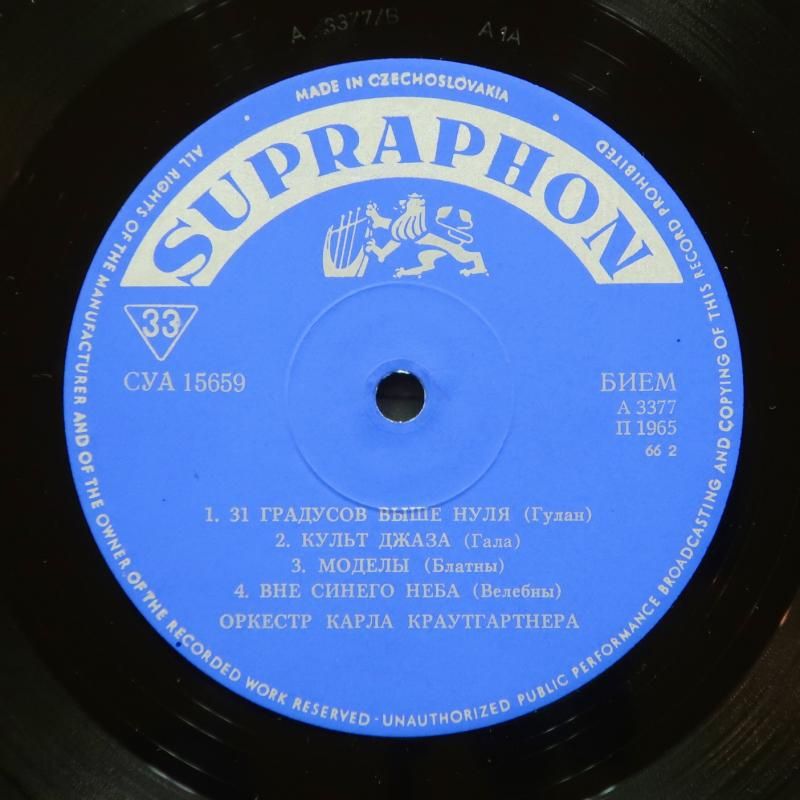 A 3377/B A 1A
MADE IN CZECHOSLOVAKIA
SUPRAPHON
33
СУА 15659
БИЕМ
А 3377
П 1965
66 2
1. 31 ГРАДУСОВ ВЫШЕ НУЛЯ (Гулан)
2. КУЛЬТ ДЖАЗА (Гала)
3. МОДЕЛЫ (Блатны)
4. ВНЕ СИНЕГО НЕБА (Велебны)
ОРКЕСТР КАРЛА КРАУТГАРТНЕРА
ALL RIGHTS OF THE MANUFACTURER AND OF THE OWNER OF THE RECORDED WORK RESERVED - UNAUTHORIZED PUBLIC PERFORMANCE BROADCASTING AND COPYING OF THIS RECORD PROHIBITED